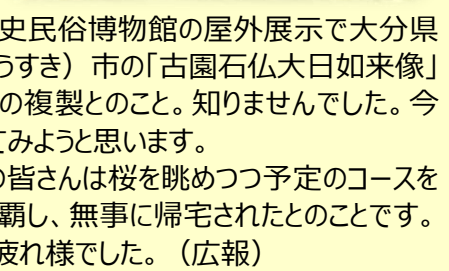 史民俗博物館の屋外展示で大分県
うすき）市の「古園石仏大日如来像」
の複製とのこと。知りませんでした。今
てみようと思います。
の皆さんは桜を眺めつつ予定のコースを
覇し、無事に帰宅されたとのことです。
疲れ様でした。（広報）